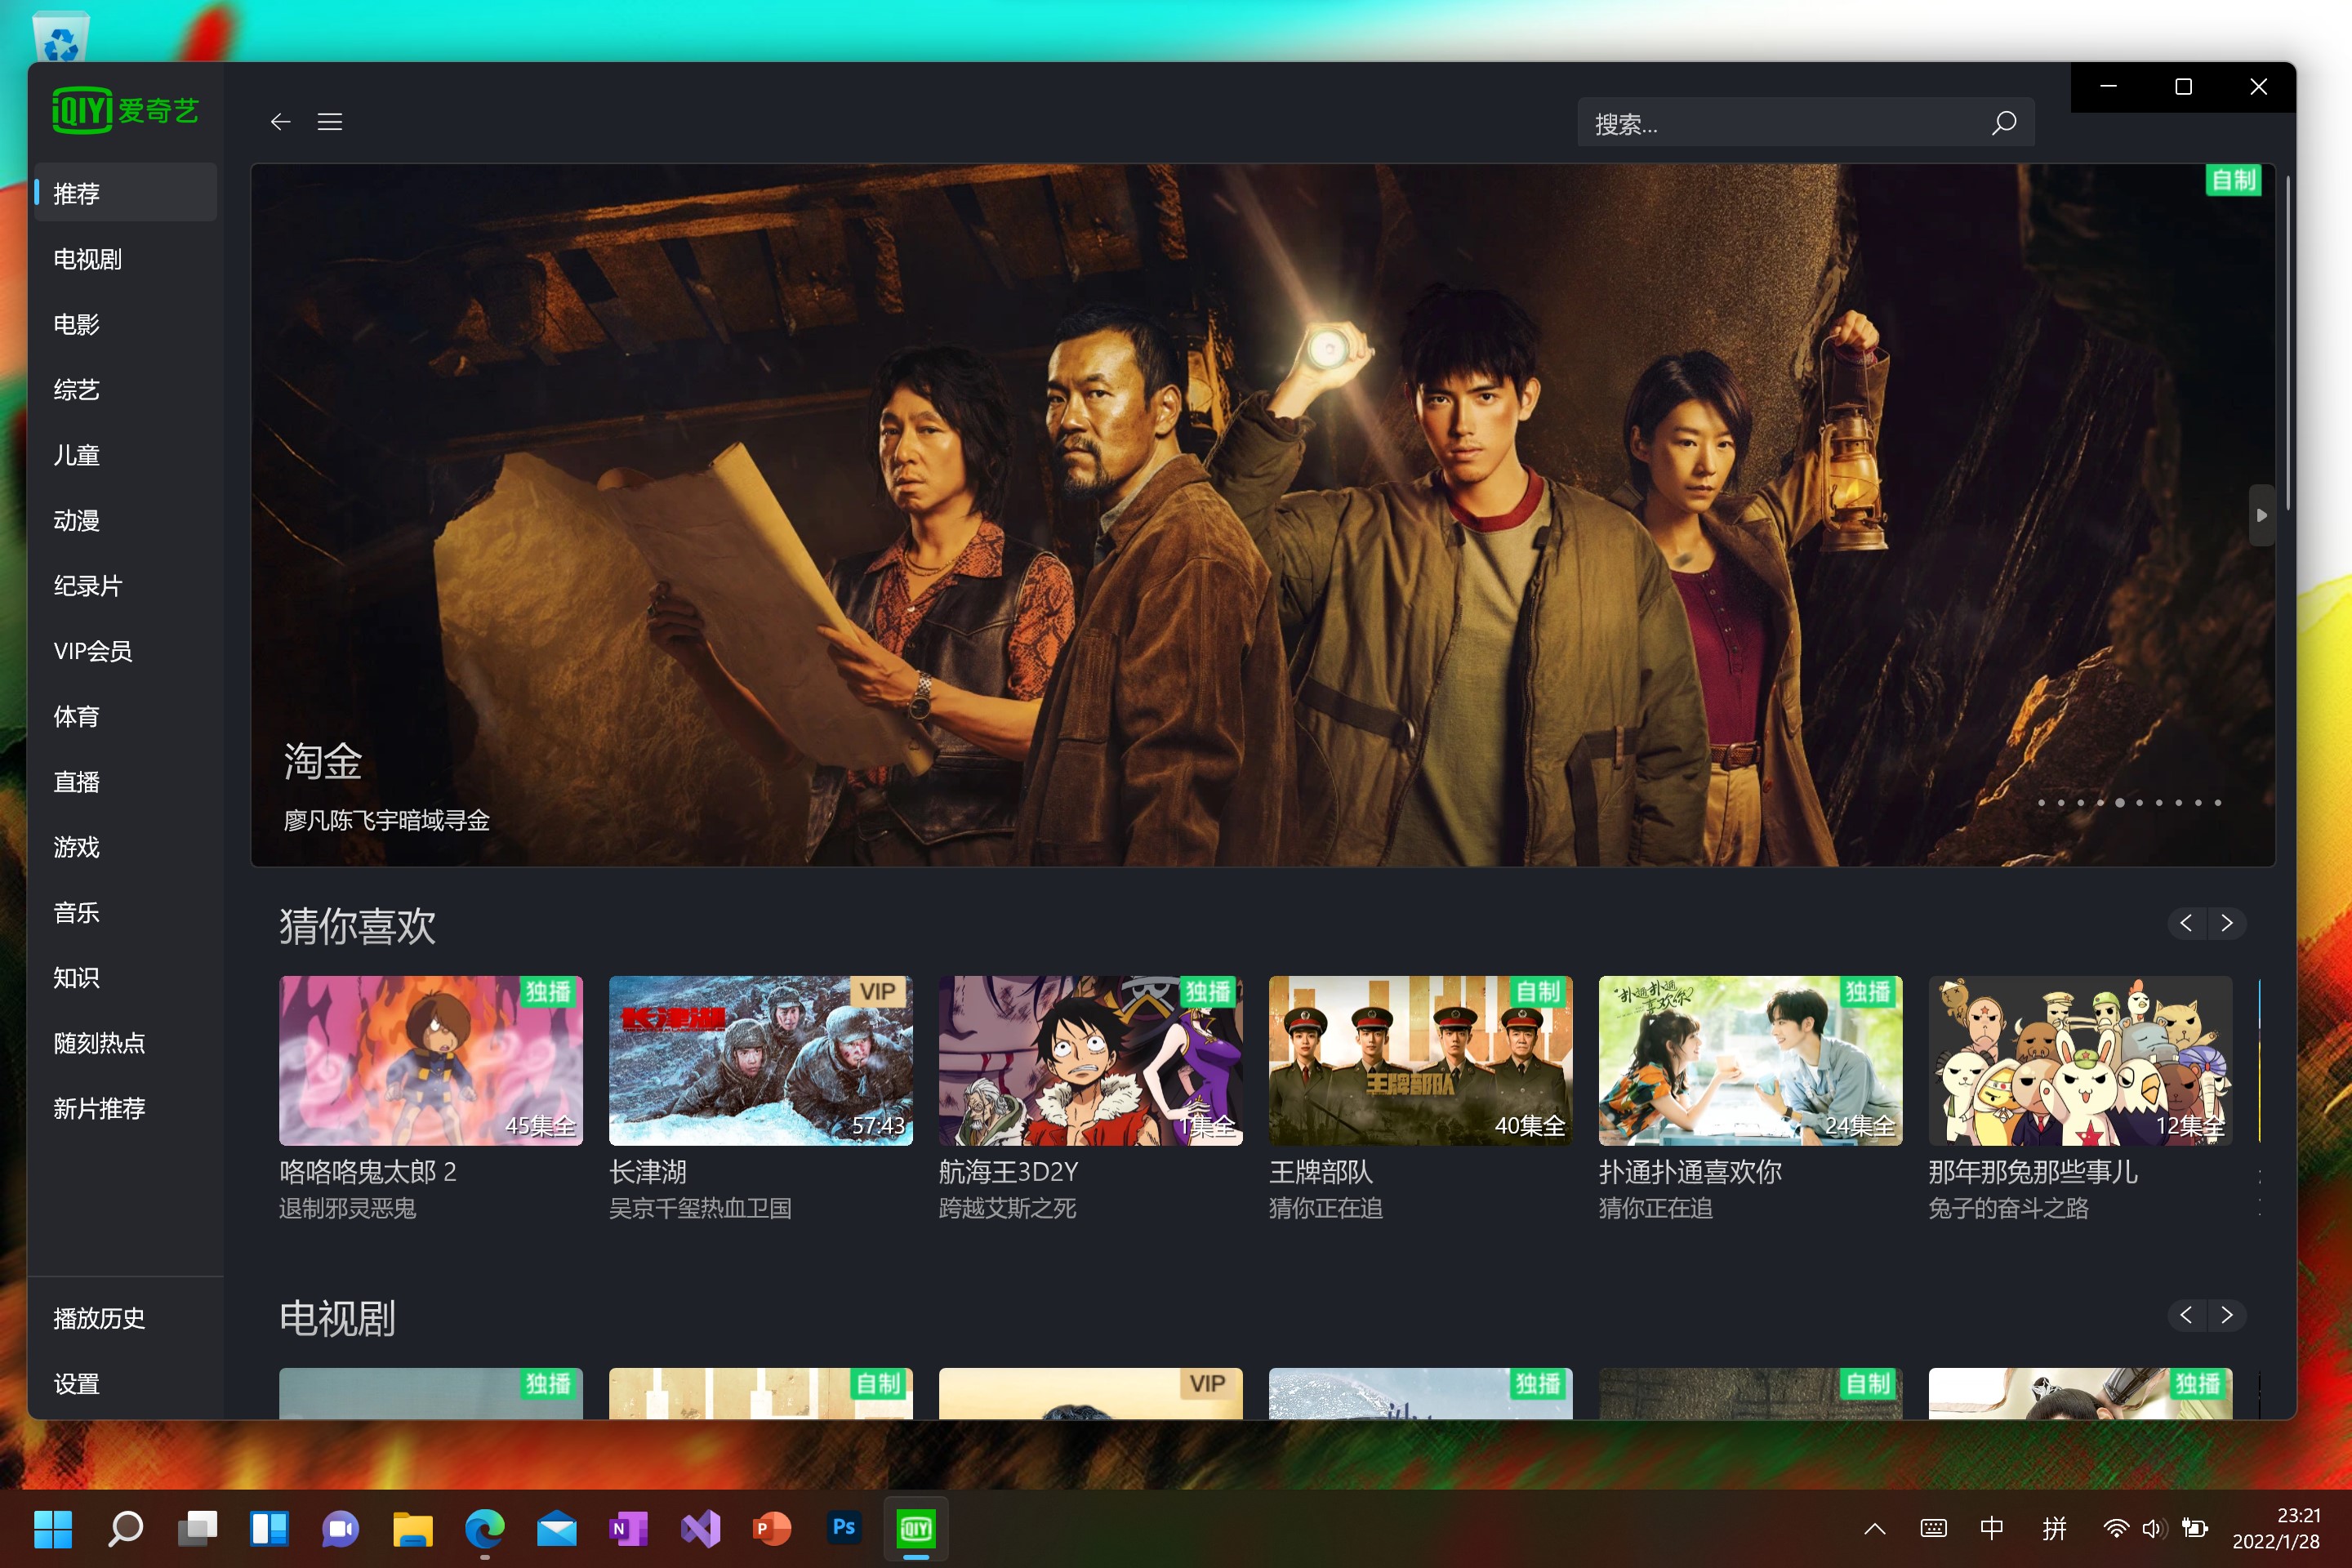 iQIYI 爱奇艺
搜索...
推荐
电视剧
电影
综艺
儿童
动漫
纪录片
VIP会员
体育
直播
游戏
音乐
知识
随刻热点
新片推荐
播放历史
设置
自制
淘金
廖凡陈飞宇暗域寻金
猜你喜欢
独播
45集全
咯咯咯鬼太郎 2
退制邪灵恶鬼
长津湖
VIP
57:43
长津湖
吴京千玺热血卫国
独播
1集全
航海王3D2Y
跨越艾斯之死
自制
王牌部队
40集全
王牌部队
猜你正在追
扑通扑通喜欢你
独播
24集全
扑通扑通喜欢你
猜你正在追
12集全
那年那兔那些事儿
兔子的奋斗之路
电视剧
独播
自制
VIP
独播
自制
独播
N
P
Ps
iQIYI
中
拼
23:21
2022/1/28